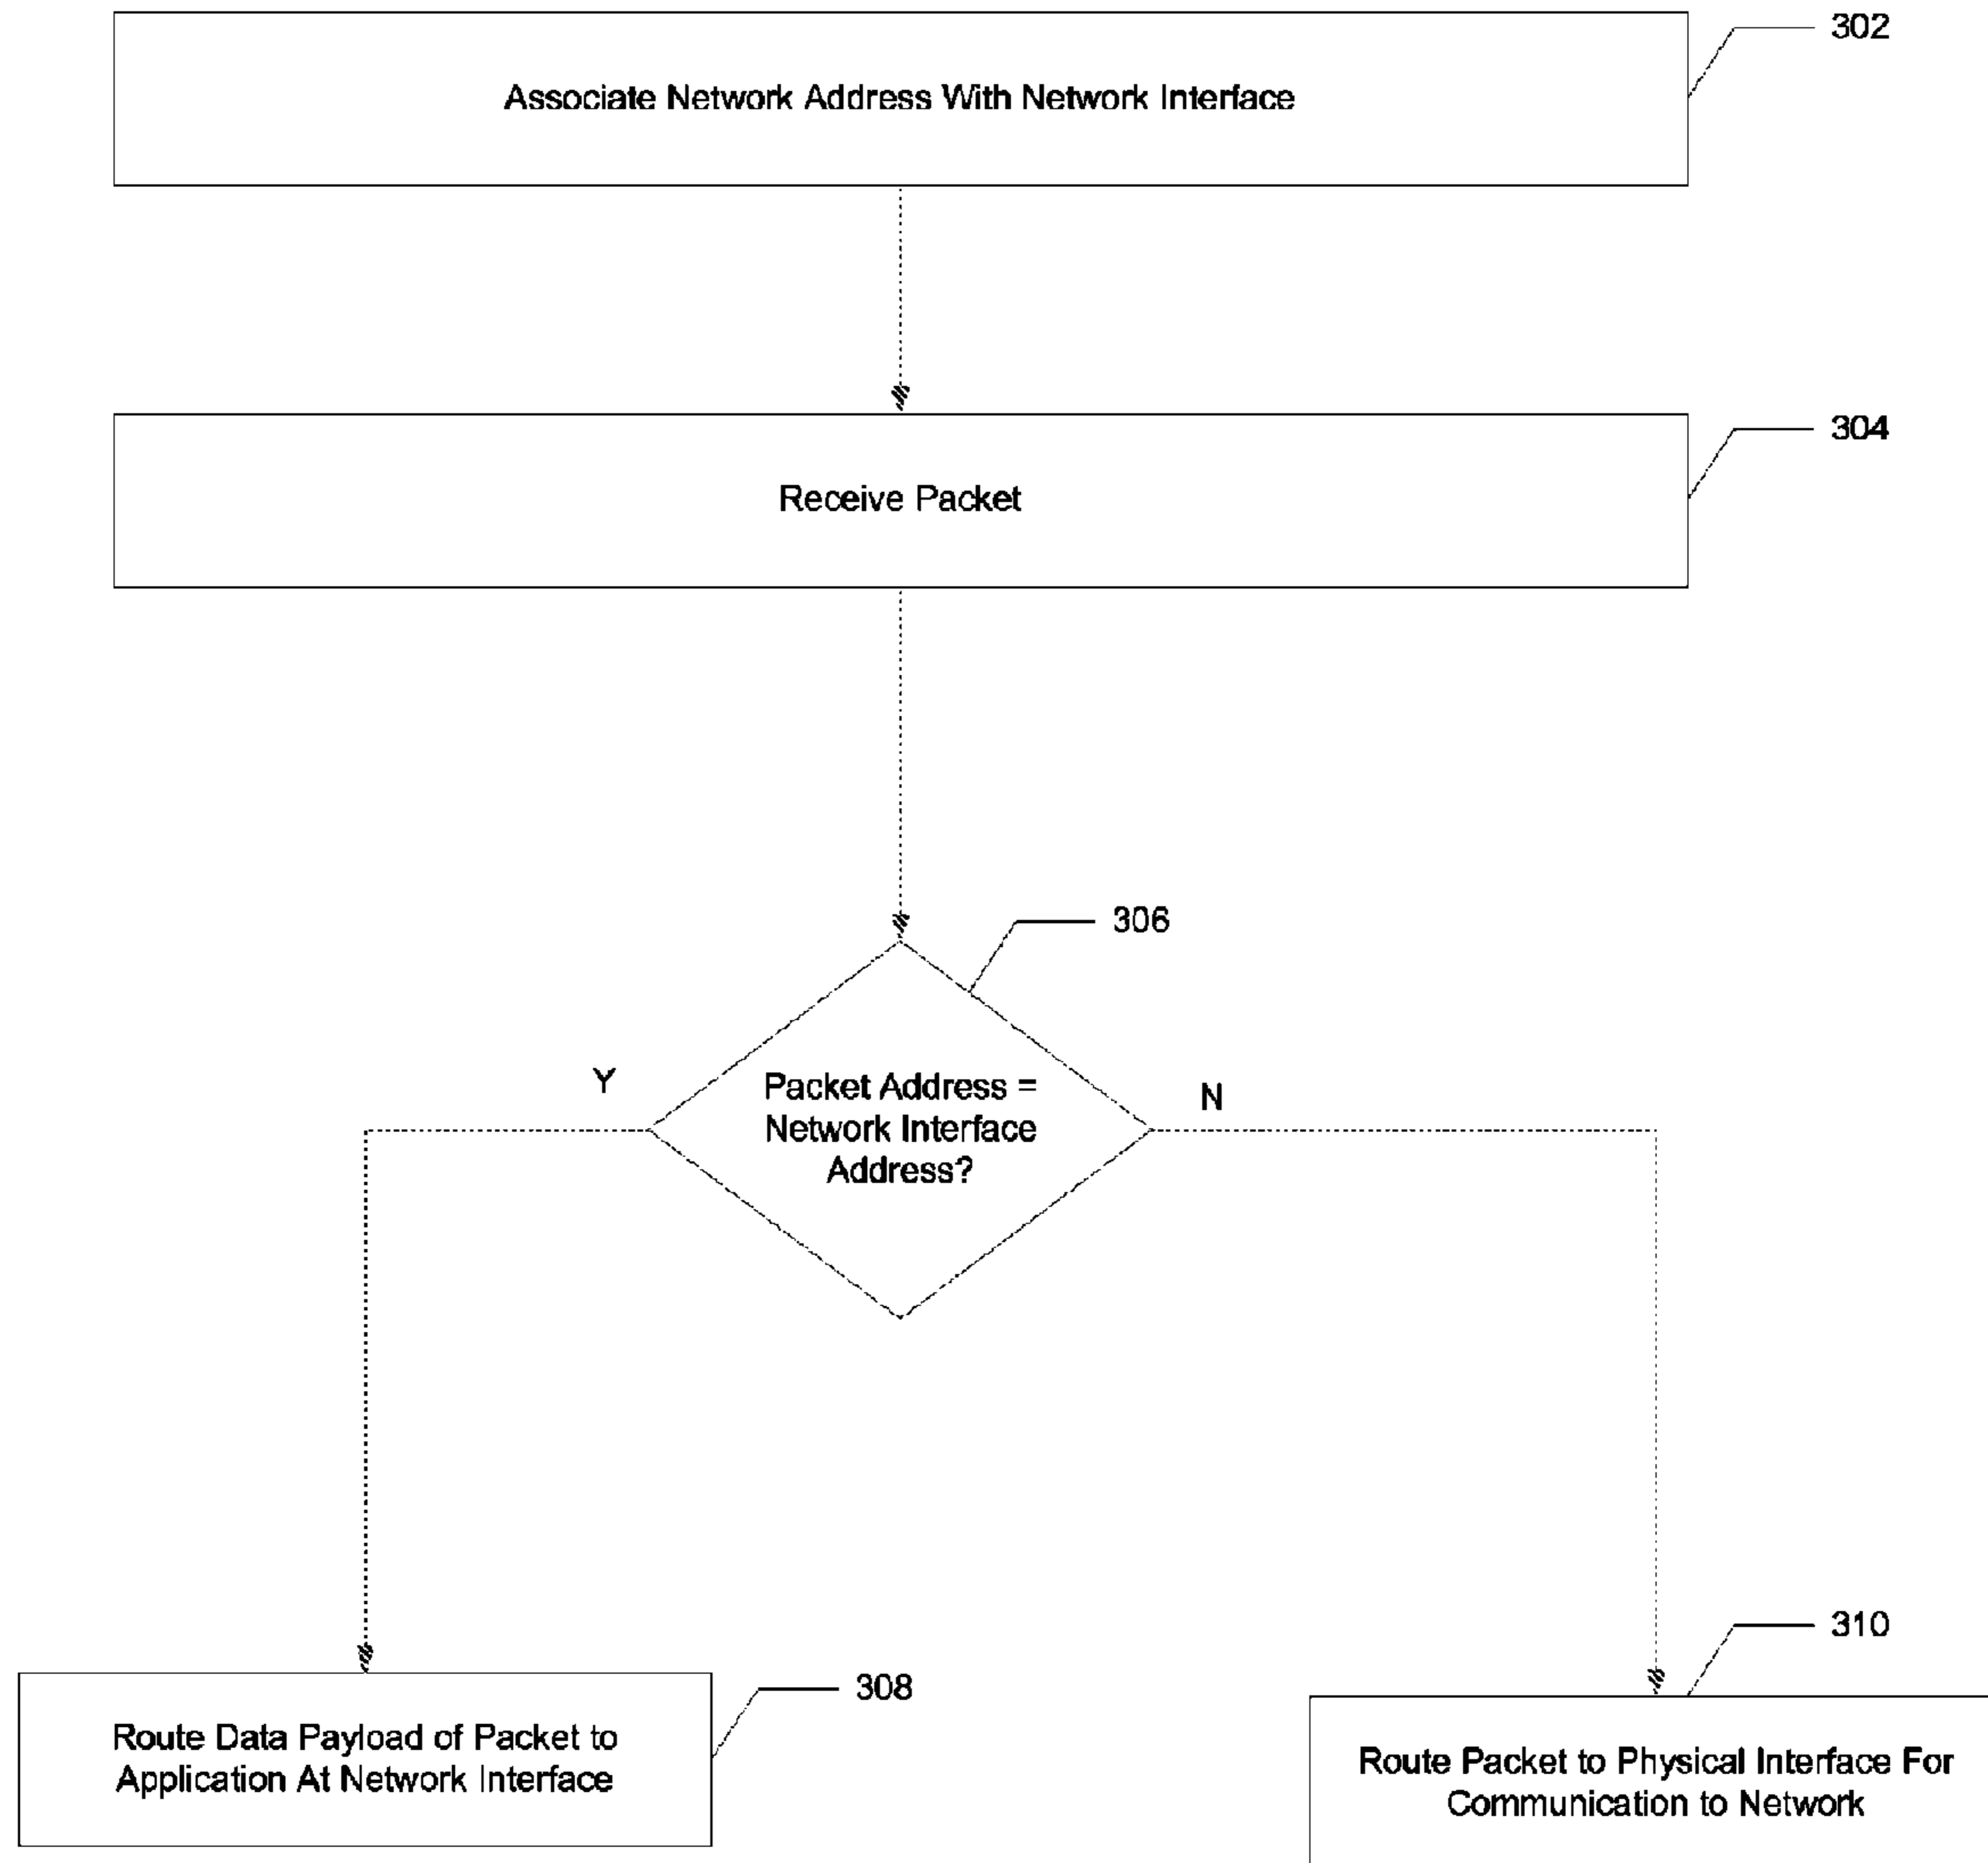 302
Associate Network Address With Network Interface
304
Receive Packet
306
Y
N
Packet Address =
Network Interface
Address?
308
310
Route Data Payload of Packet to
Application At Network Interface
Route Packet to Physical Interface For
Communication to Network